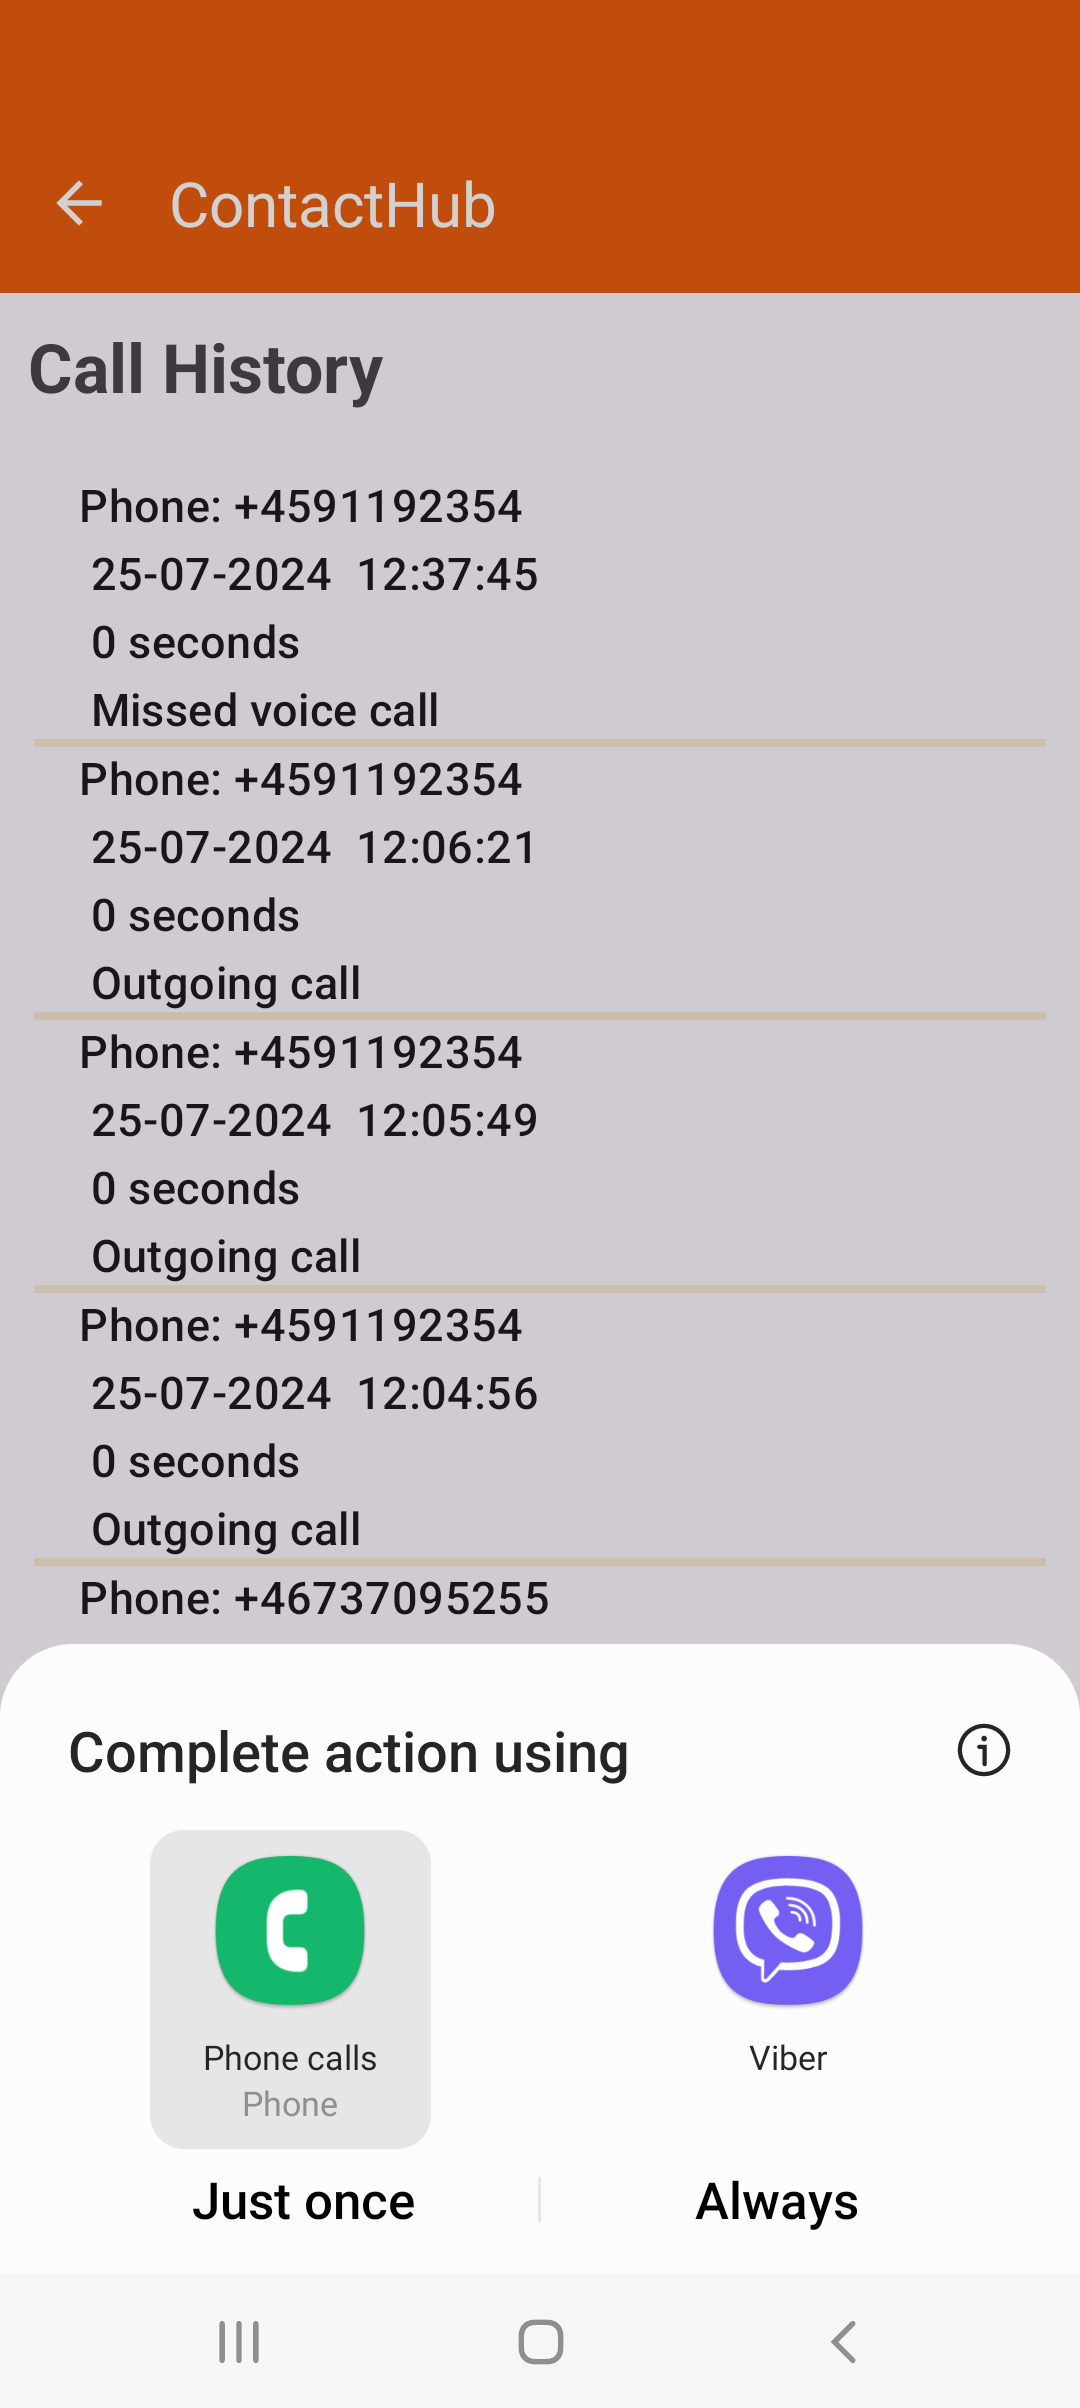 ContactHub
Call History
Phone: +4591192354
25-07-2024  12:37:45
0 seconds
Missed voice call
Phone: +4591192354
25-07-2024  12:06:21
0 seconds
Outgoing call
Phone: +4591192354
25-07-2024  12:05:49
0 seconds
Outgoing call
Phone: +4591192354
25-07-2024  12:04:56
0 seconds
Outgoing call
Phone: +46737095255
Complete action using
Phone calls
Phone
Viber
Just once
Always